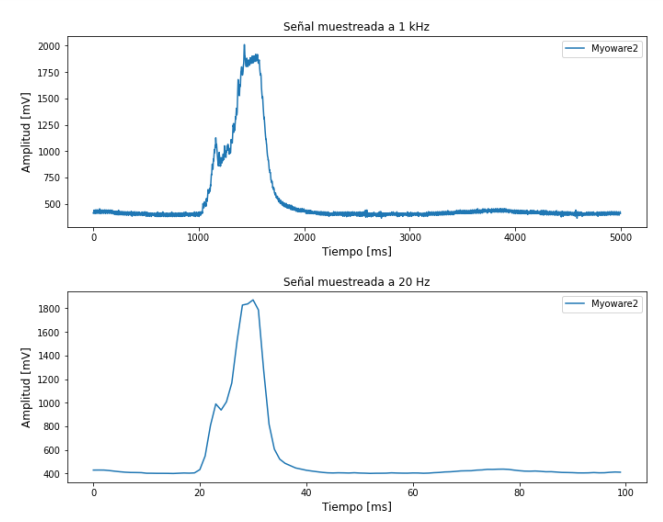 Señal muestreada a 1 kHz
Myoware2
2000
1750
1500
1250
1000
750
500
Amplitud [mV]
0 1000 2000 3000 4000 5000
Tiempo [ms]
Señal muestreada a 20 Hz
Myoware2
1800
1600
1400
1200
1000
800
600
400
Amplitud [mV]
0 20 40 60 80 100
Tiempo [ms]